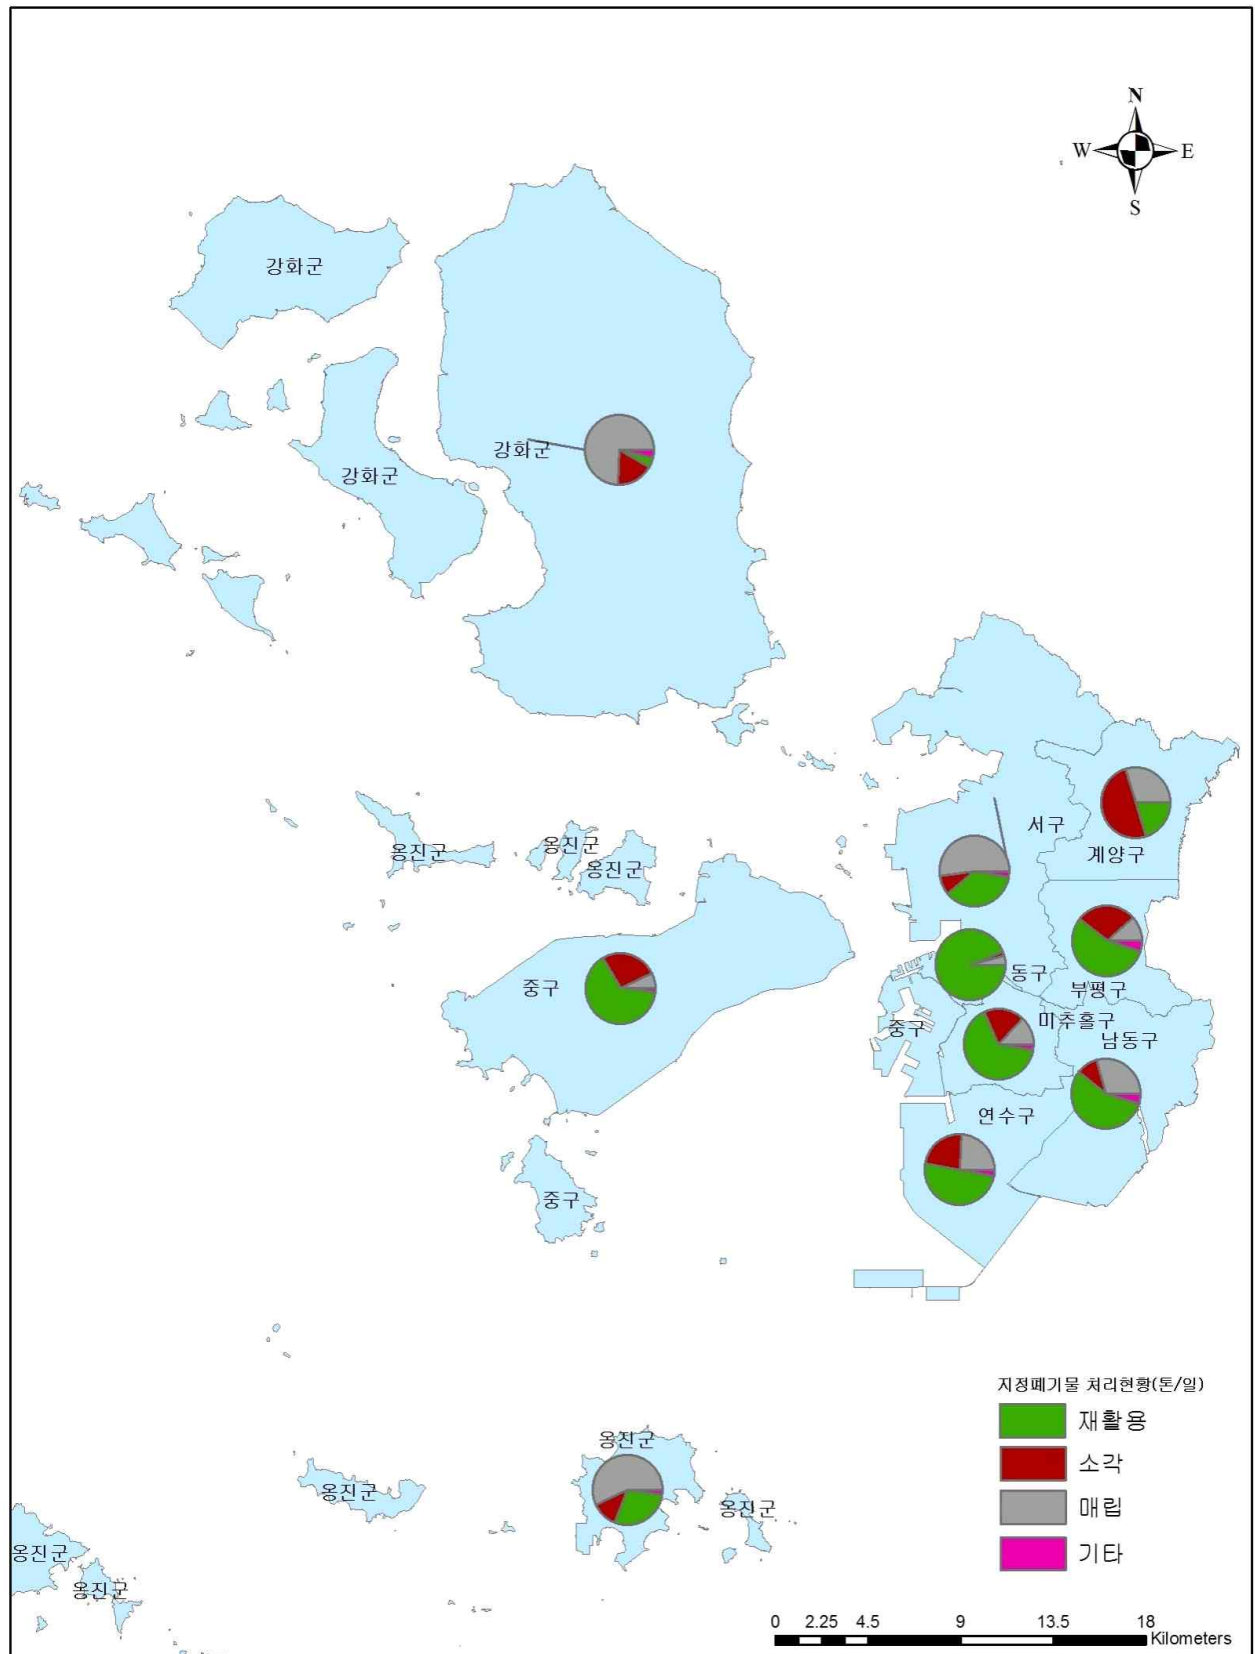 N
W E
S
강화군
강화군
강화군
서구
계양구
옹진군
옹진군
옹진군
동구
부평구
중구
미추홀구
중구
남동구
연수구
중구
지정폐기물 처리현황(톤/일)
재활용
소각
매립
기타
옹진군
옹진군
옹진군
옹진군
옹진군
0 2.25 4.5 9 13.5 18
Kilometers